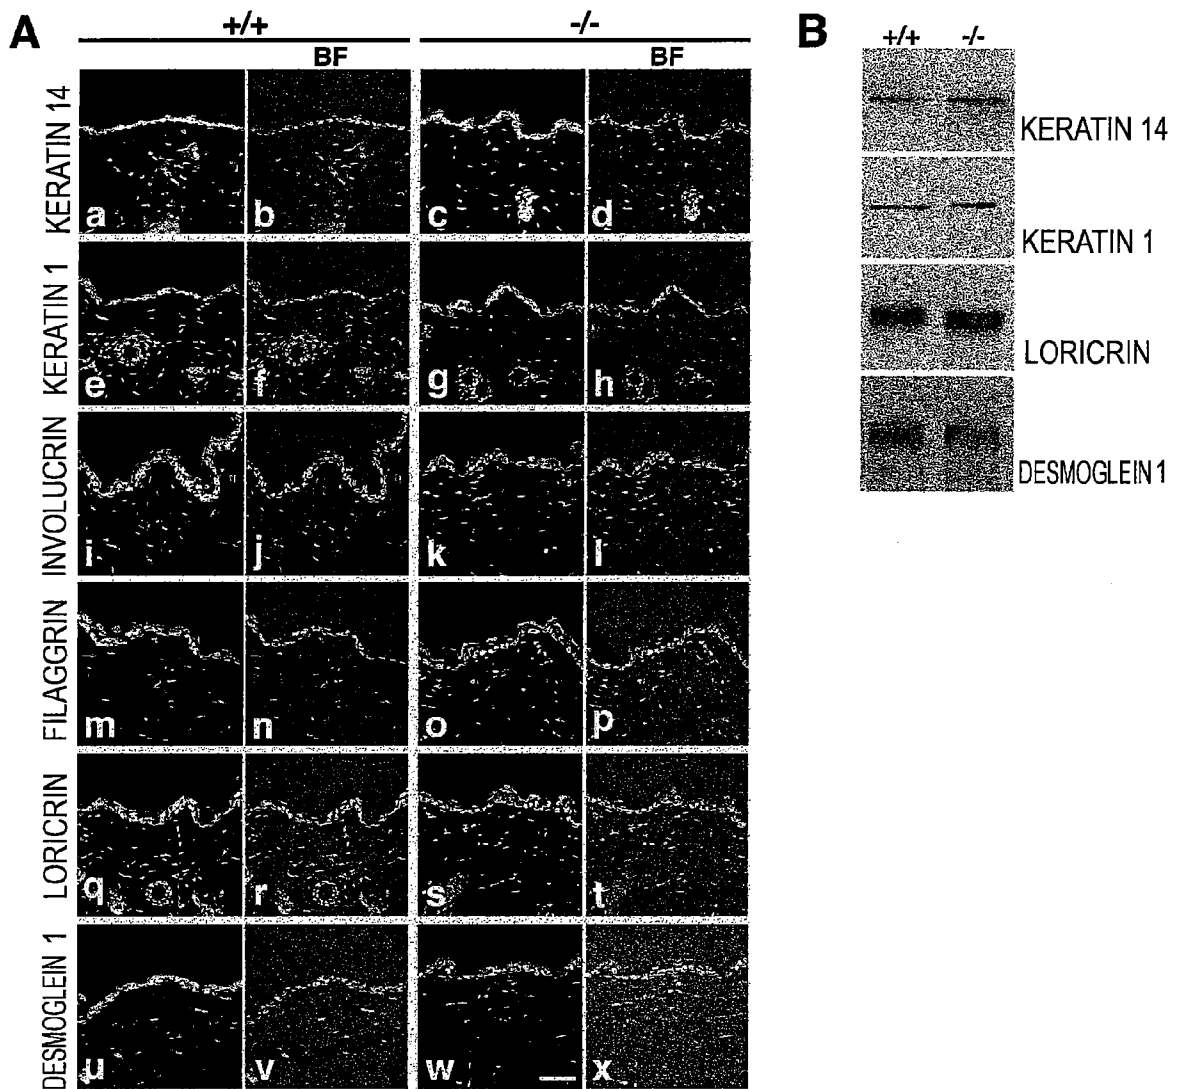 A
+/+
-/-
BF
BF
KERATIN 14
a
b
c
d
KERATIN 1
e
f
g
h
INVOLUCRIN
i
j
k
l
FILAGGRIN
m
n
o
p
LORICRIN
q
r
s
t
DESMOGLEIN 1
u
v
w
x
B
+/+
-/-
KERATIN 14
KERATIN 1
LORICRIN
DESMOGLEIN 1